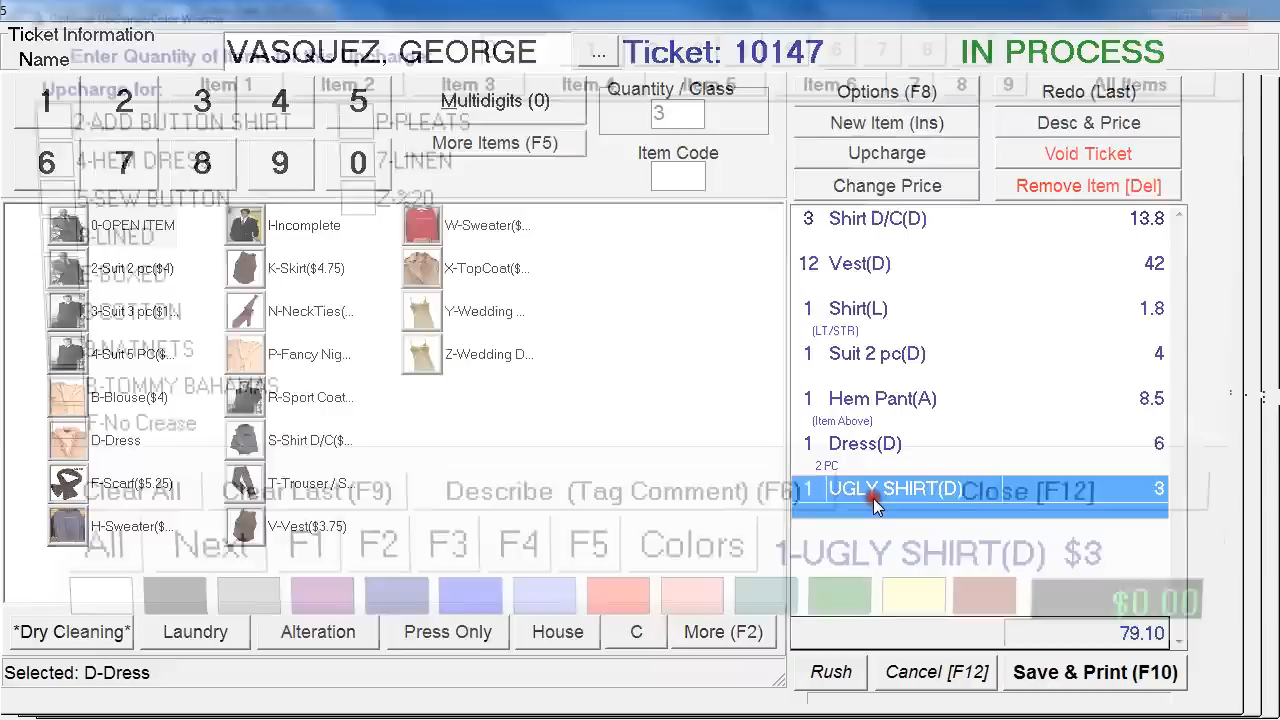 5
Ticket Information
Name VASQUEZ, GEORGE ... Ticket: 10147 IN PROCESS
Enter Quantity of
Upcharge for: Item 1 Item 2 Item 3 Item 5 Item 6 7 8 9 All Items
1 2 3 4 5 Multidigits (0)
6 7 8 9 0 More Items (F5)
Quantity / Class
3
Item Code
Options (F8) Redo (Last)
New Item (Ins) Desc & Price
Upcharge Void Ticket
Change Price Remove Item [Del]
2-ADD BUTTON SHIRT P-PLEATS
4-HEM DRESS 7-LINEN
5-SEW BUTTON Z-%20
LINED
BOXED
COTTON
R-TOMMY BAHAMAS
F-No Crease
0-OPEN ITEM
2-Suit 2 pc($4)
3-Suit 3 pc($1...
4-Suit 5 PC($...
B-Blouse($4)
D-Dress
F-Scarf($5.25)
H-Sweater($...
Hncomplete
K-Skirt($4.75)
N-NeckTies(...
P-Fancy Nig...
R-Sport Coat...
S-Shirt D/C($...
T-Trouser / S...
V-Vest($3.75)
W-Sweater($...
X-TopCoat($...
Y-Wedding ...
Z-Wedding D...
3 Shirt D/C(D) 13.8
12 Vest(D) 42
1 Shirt(L) 1.8
(LT/STR)
1 Suit 2 pc(D) 4
1 Hem Pant(A) 8.5
(Item Above)
1 Dress(D) 6
2 PC
1 UGLY SHIRT(D) 3
Clear All Clear Last (F9) Describe (Tag Comment) (F6) Close [F12]
All Next F1 F2 F3 F4 F5 Colors 1-UGLY SHIRT(D) $3
$0.00
*Dry Cleaning* Laundry Alteration Press Only House C More (F2)
79.10
Selected: D-Dress
Rush Cancel [F12] Save & Print (F10)